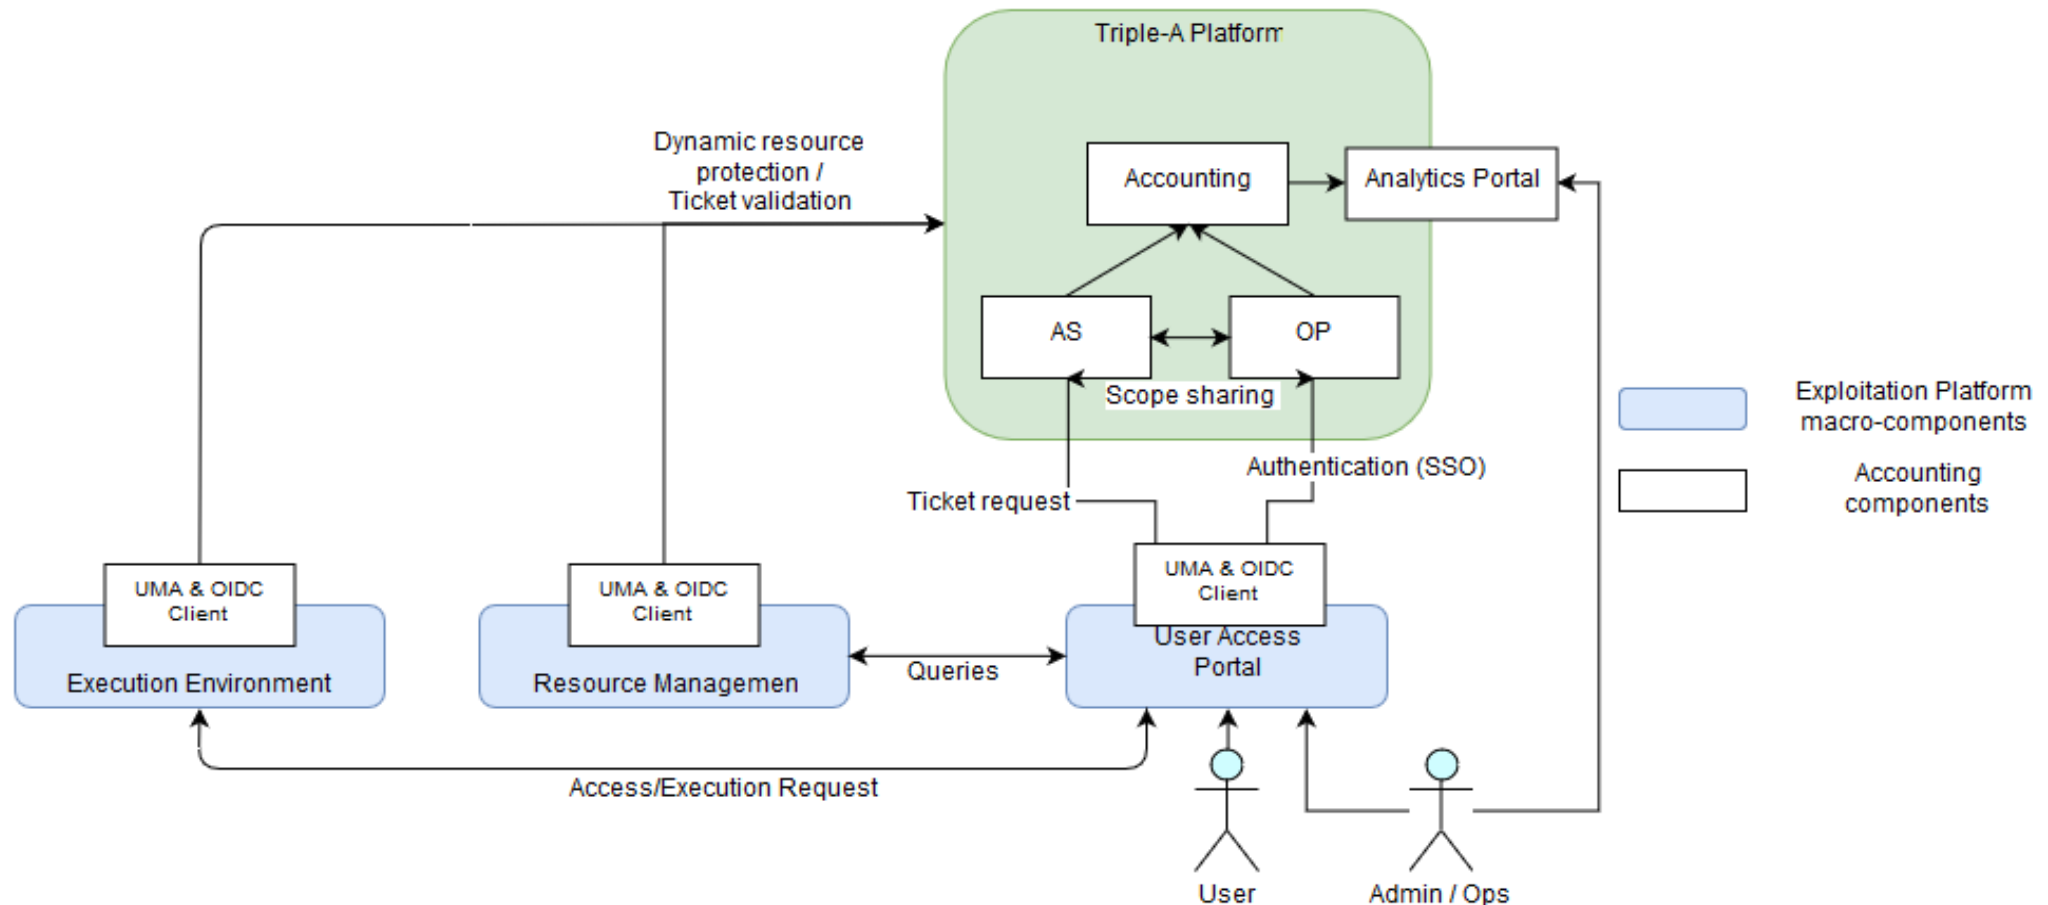 Triple-A Platform
Dynamic resource
protection /
Ticket validation
Accounting
Analytics Portal
AS
OP
Scope sharing
Exploitation Platform
macro-components
Authentication (SSO)
Accounting
components
Ticket request
UMA & OIDC
Client
UMA & OIDC
Client
UMA & OIDC
Client
User Access
Portal
Execution Environment
Resource Managemen
Queries
Access/Execution Request
User
Admin / Ops